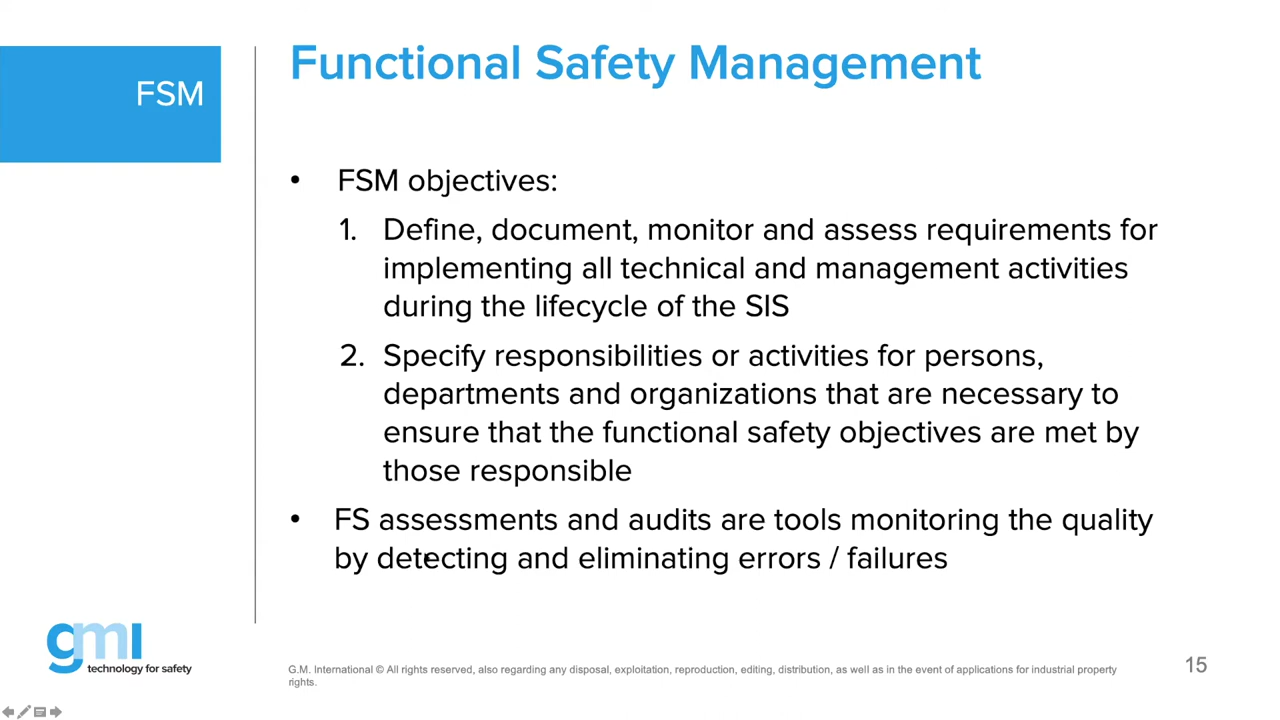 FSM
Functional Safety Management
• FSM objectives:
1. Define, document, monitor and assess requirements for
implementing all technical and management activities
during the lifecycle of the SIS
2. Specify responsibilities or activities for persons,
departments and organizations that are necessary to
ensure that the functional safety objectives are met by
those responsible
• FS assessments and audits are tools monitoring the quality
by detecting and eliminating errors / failures
gmi
technology for safety
G.M. International © All rights reserved, also regarding any disposal, exploitation, reproduction, editing, distribution, as well as in the event of applications for industrial property
rights.
15